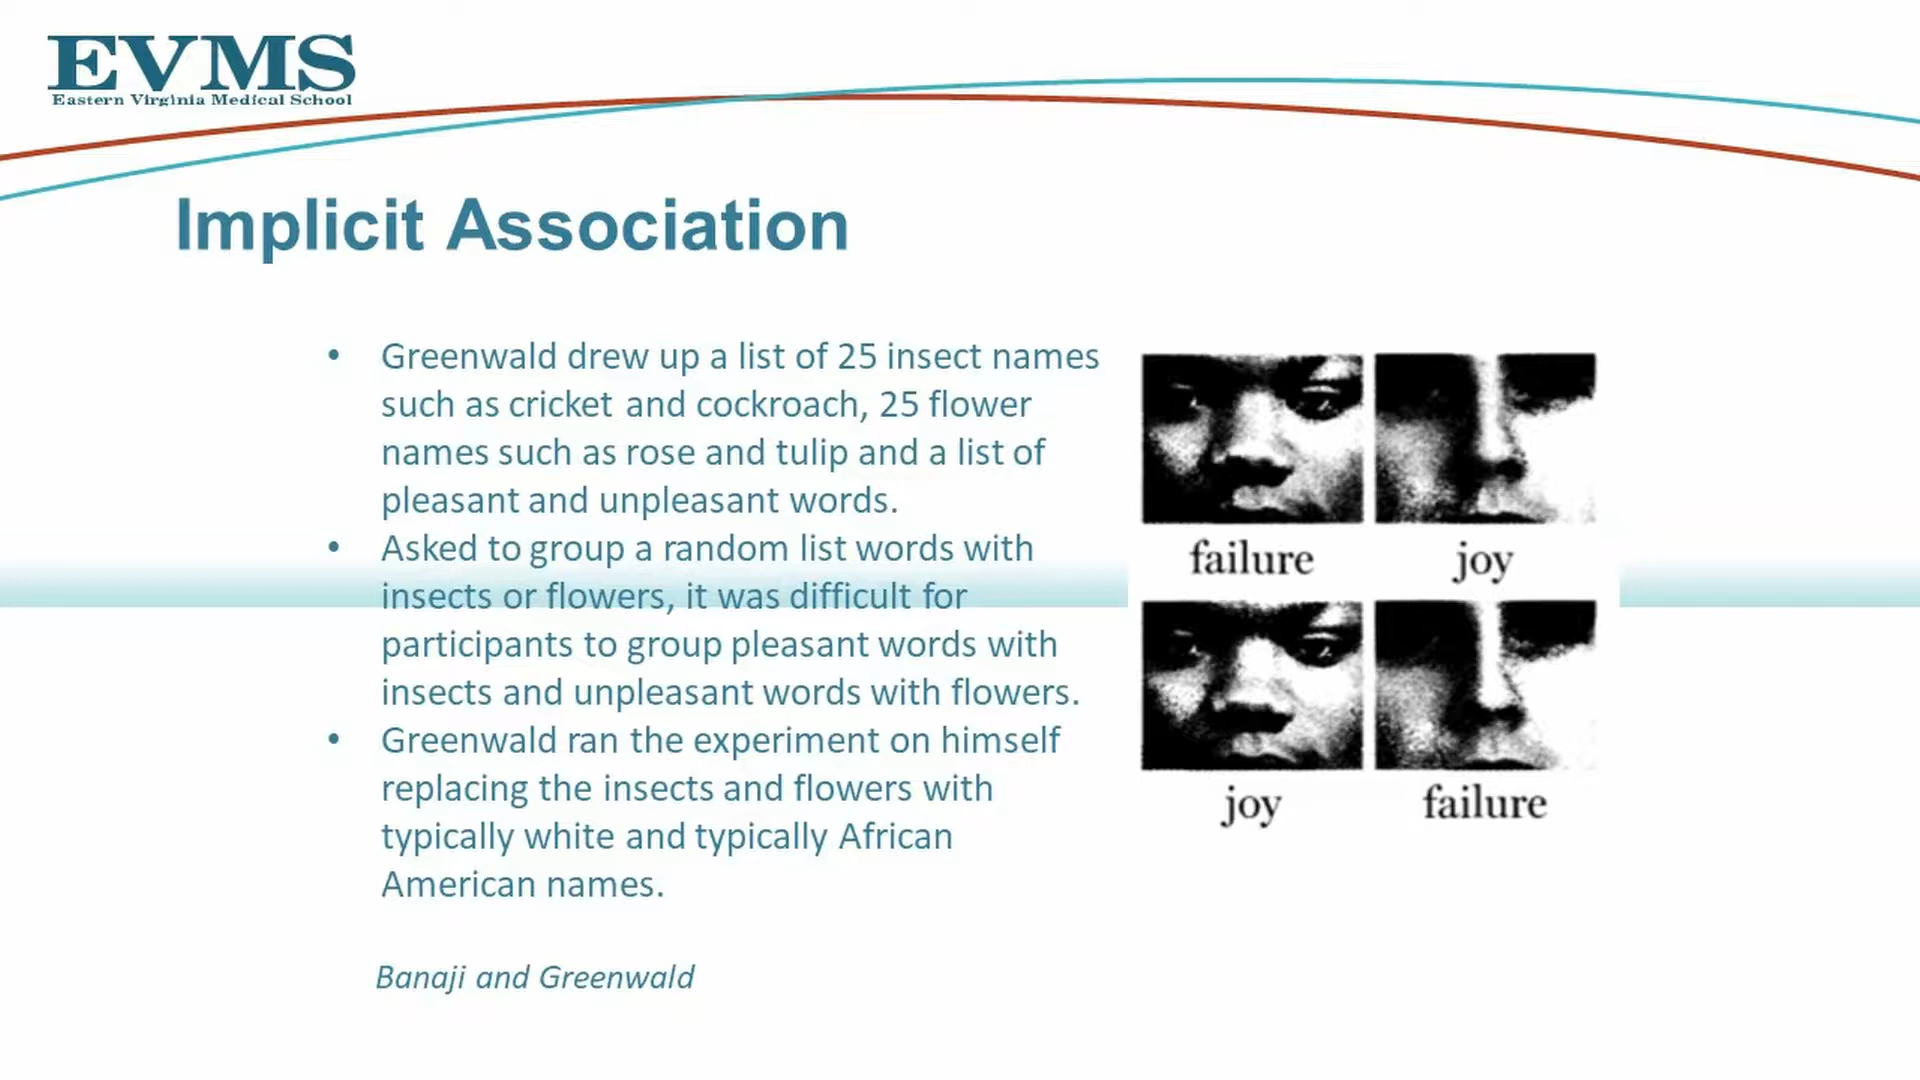 EVMS
Eastern Virginia Medical School
Implicit Association
• Greenwald drew up a list of 25 insect names
such as cricket and cockroach, 25 flower
names such as rose and tulip and a list of
pleasant and unpleasant words.
• Asked to group a random list words with
insects or flowers, it was difficult for
participants to group pleasant words with
insects and unpleasant words with flowers.
• Greenwald ran the experiment on himself
replacing the insects and flowers with
typically white and typically African
American names.
Banaji and Greenwald
failure joy
joy failure